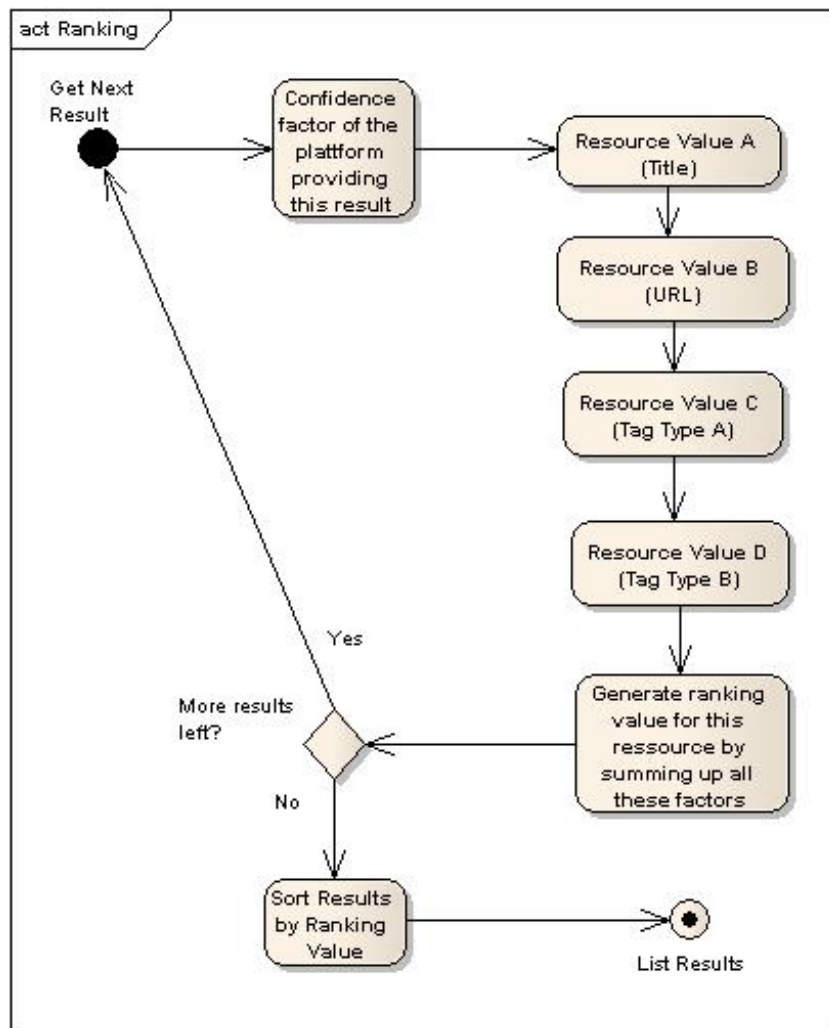 act Ranking
Get Next
Result
Confidence
factor of the
plattform
providing
this result
Resource Value A
(Title)
Resource Value B
(URL)
Resource Value C
(Tag Type A)
Resource Value D
(Tag Type B)
Generate ranking
value for this
ressource by
summing up all
these factors
More results
left?
Yes
No
Sort Results
by Ranking
Value
List Results